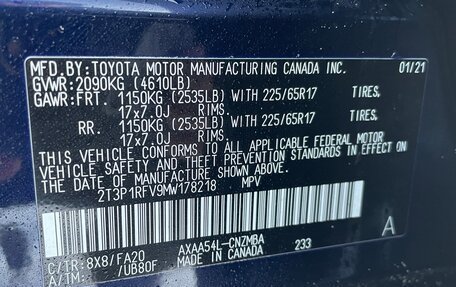 MFD.BY:TOYOTA MOTOR MANUFACTURING CANADA INC. 01/21
GVWR:2090KG (4610LB)
GAWR:FRT. 1150KG (2535LB) WITH 225/65R17 TIRES,
17x7.0J RIMS
RR. 1150KG (2535LB) WITH 225/65R17 TIRES,
17x7.0J RIMS
THIS VEHICLE CONFORMS TO ALL APPLICABLE FEDERAL MOTOR
VEHICLE SAFETY AND THEFT PREVENTION STANDARDS IN EFFECT ON
THE DATE OF MANUFACTURE SHOWN ABOVE.
2T3P1RFV9MW178218 MPV
C/TR:8X8/FA20 AXAA54L-CNZMBA A
A/TM: /UB80F MADE IN CANADA 233